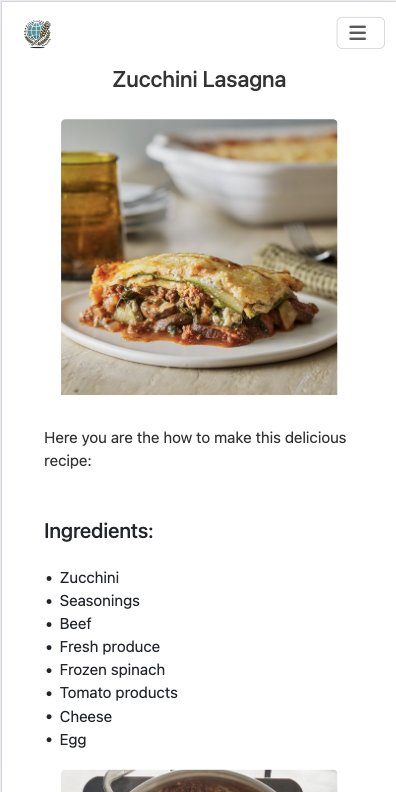 Zucchini Lasagna
Here you are the how to make this delicious
recipe:
Ingredients:
• Zucchini
• Seasonings
• Beef
• Fresh produce
• Frozen spinach
• Tomato products
• Cheese
• Egg